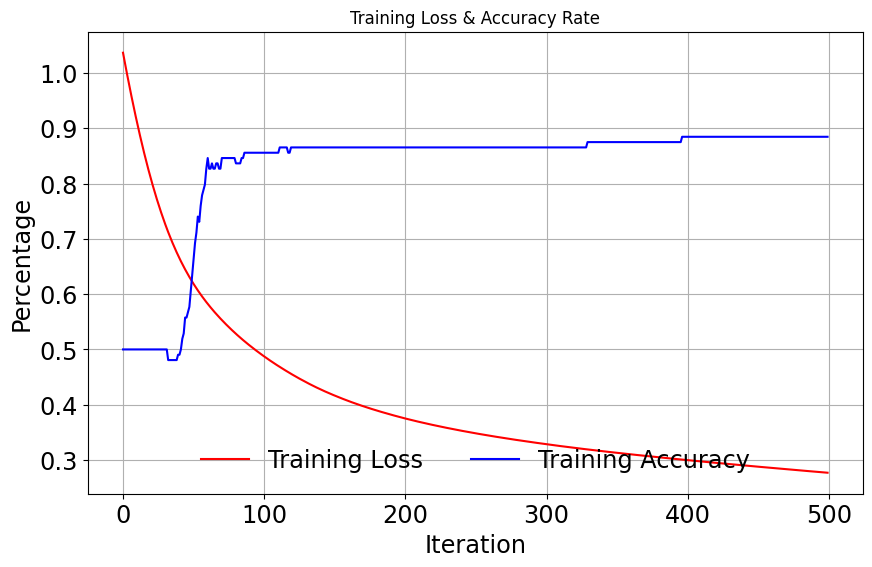 Training Loss & Accuracy Rate
Percentage
1.0
0.9
0.8
0.7
0.6
0.5
0.4
0.3
Training Loss Training Accuracy
0 100 200 300 400 500
Iteration